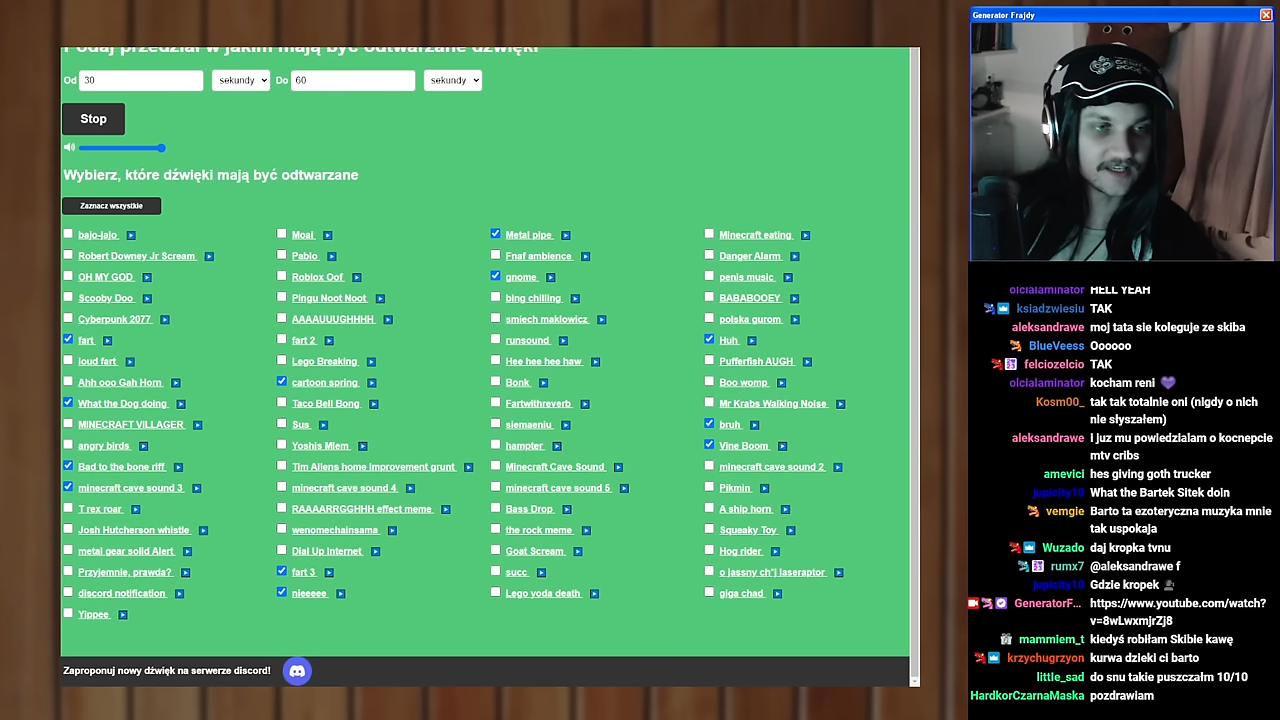 Podaj przedział w jakim mają być odtwarzane dźwięki
Od 30 sekundy Do 60 sekundy
Stop
Wybierz, które dźwięki mają być odtwarzane
Zaznacz wszystkie
bajo-jajo Moai Metal pipe Minecraft eating
Robert Downey Jr Scream Pablo Fnaf ambience Danger Alarm
OH MY GOD Roblox Oof gnome penis music
Scooby Doo Pingu Noot Noot bing chilling BABABOOEY
Cyberpunk 2077 AAAAUUUGHHHH smiech maklowicz polska gurom
fart fart 2 runsound Huh
loud fart Lego Breaking Hee hee hee haw Pufferfish AUGH
Ahh ooo Gah Horn cartoon spring Bonk Boo womp
What the Dog doing Taco Bell Bong Fartwithreverb Mr Krabs Walking Noise
MINECRAFT VILLAGER Sus siemaeniu bruh
angry birds Yoshis Mlem hampter Vine Boom
Bad to the bone riff Tim Allens home improvement grunt Minecraft Cave Sound minecraft cave sound 2
minecraft cave sound 3 minecraft cave sound 4 minecraft cave sound 5 Pikmin
T rex roar RAAAARRGGHHH effect meme Bass Drop A ship horn
Josh Hutcherson whistle wenomechainsama the rock meme Squeaky Toy
metal gear solid Alert Dial Up Internet Goat Scream Hog rider
Przyjemnie, prawda? fart 3 succ o jassny ch*j laseraptor
discord notification nieeeee Lego yoda death giga chad
Yippee
Zaproponuj nowy dźwięk na serwerze discord!
Generator Frajdy
olcialaminator HELL YEAH
ksiadzwiesiu TAK
aleksandrawe moj tata sie koleguje ze skiba
BlueVeess Oooooo
felciozelcio TAK
olcialaminator kocham reni
Kosm00_ tak tak totalnie oni (nigdy o nich
nie słyszałem)
aleksandrawe i juz mu powiedzialam o kocnepcie
mtv cribs
amevici hes giving goth trucker
jupicity10 What the Bartek Sitek doin
vemgie Barto ta ezoteryczna muzyka mnie
tak uspokaja
Wuzado daj kropka tvnu
rumx7 @aleksandrawe f
jupicity10 Gdzie kropek
GeneratorF... https://www.youtube.com/watch?
v=8wLwxmjrZj8
mammlem_t kiedyś robiłam Skibie kawę
krzychugrzyon kurwa dzieki ci barto
little_sad do snu takie puszczałm 10/10
HardkorCzarnaMaska pozdrawiam